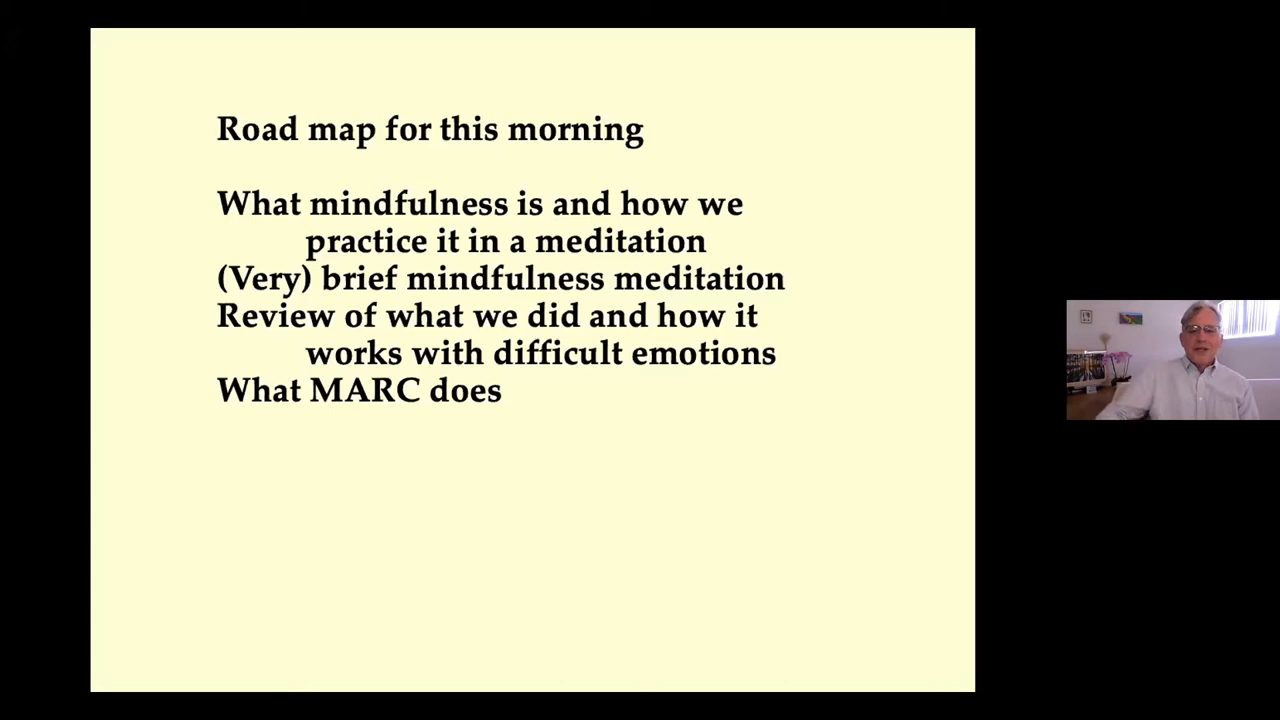 Road map for this morning
What mindfulness is and how we
practice it in a meditation
(Very) brief mindfulness meditation
Review of what we did and how it
works with difficult emotions
What MARC does